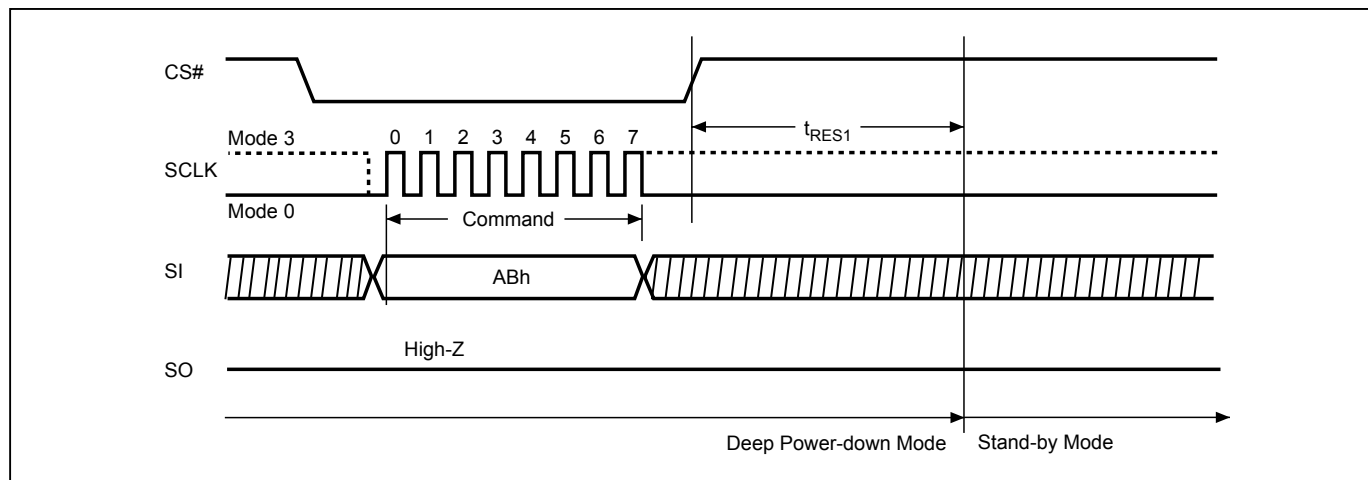 CS#
tRES1
Mode 3
0 1 2 3 4 5 6 7
SCLK
Mode 0
Command
SI
ABh
High-Z
SO
Deep Power-down Mode
Stand-by Mode